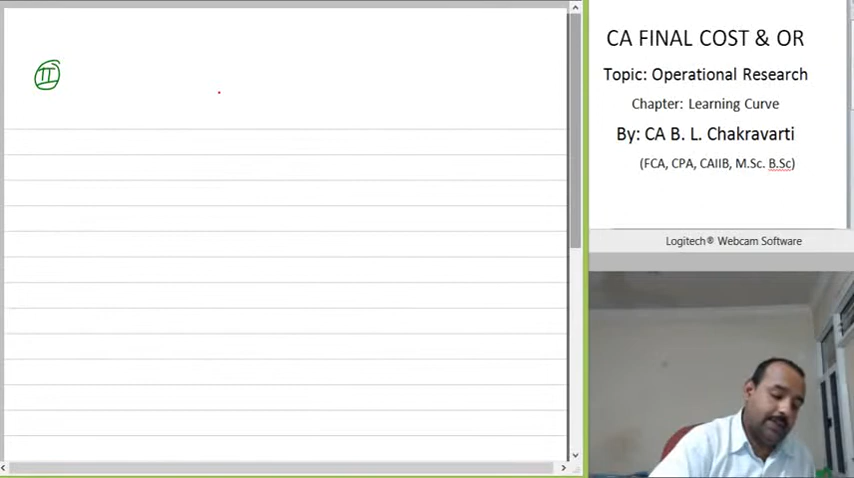 II
CA FINAL COST & OR
Topic: Operational Research
Chapter: Learning Curve
By: CA B. L. Chakravarti
(FCA, CPA, CAIIB, M.Sc. B.Sc)
Logitech® Webcam Software